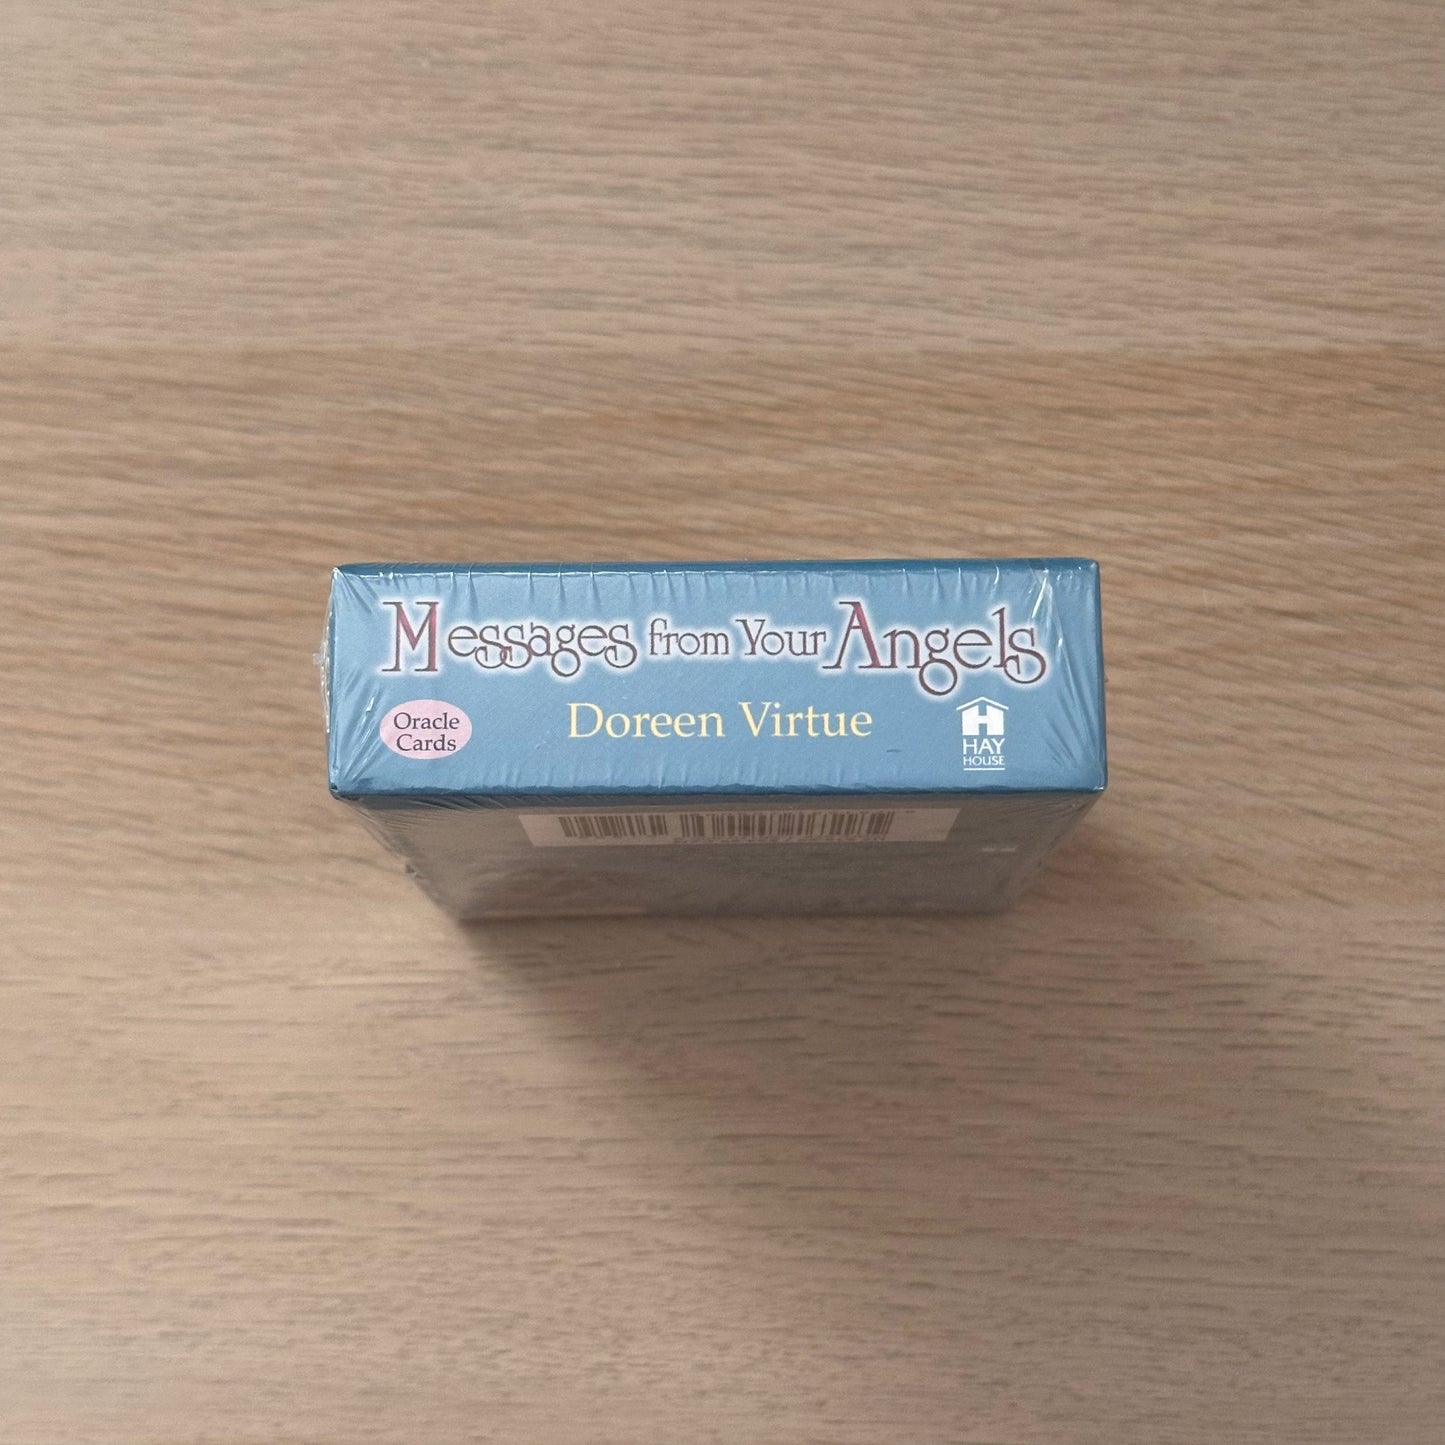 Messages from Your Angels
Doreen Virtue
Oracle
Cards
HAY
HOUSE